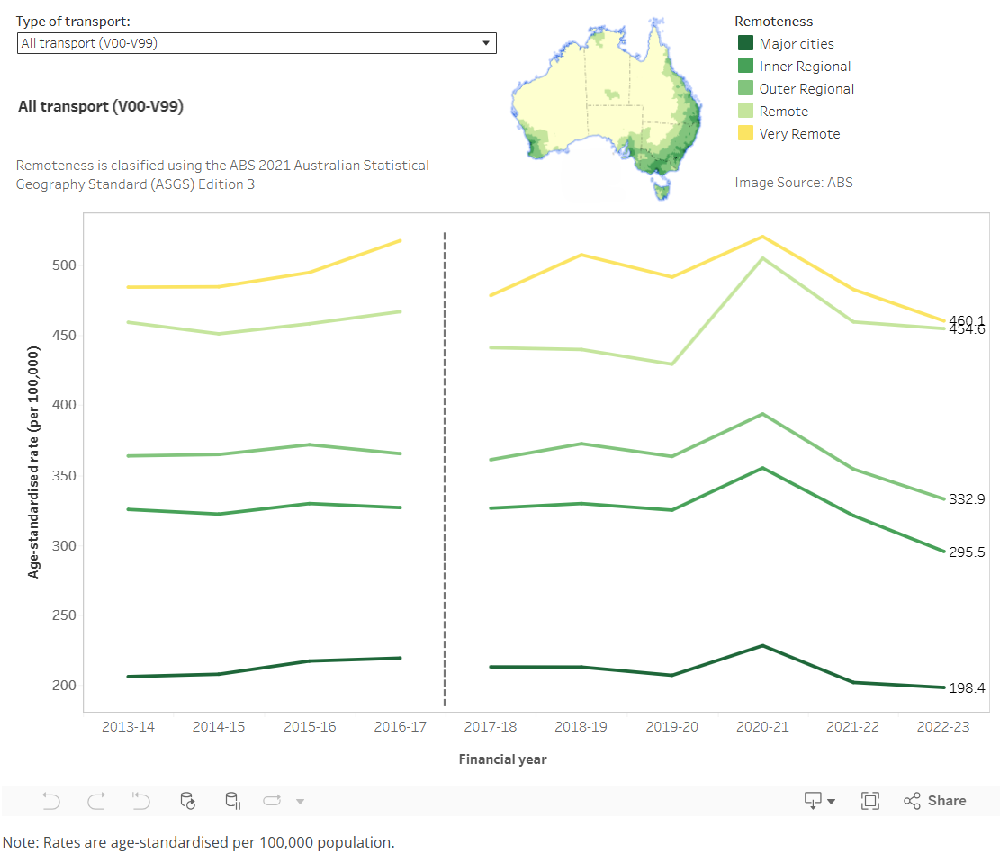 Type of transport:
All transport (V00-V99)
All transport (V00-V99)
Remoteness is clasified using the ABS 2021 Australian Statistical
Geography Standard (ASGS) Edition 3
Remoteness
Major cities
Inner Regional
Outer Regional
Remote
Very Remote
Image Source: ABS
Age-standardised rate (per 100,000)
500
450
400
350
300
250
200
460.1
454.6
332.9
295.5
198.4
2013-14 2014-15 2015-16 2016-17 2017-18 2018-19 2019-20 2020-21 2021-22 2022-23
Financial year
Share
Note: Rates are age-standardised per 100,000 population.